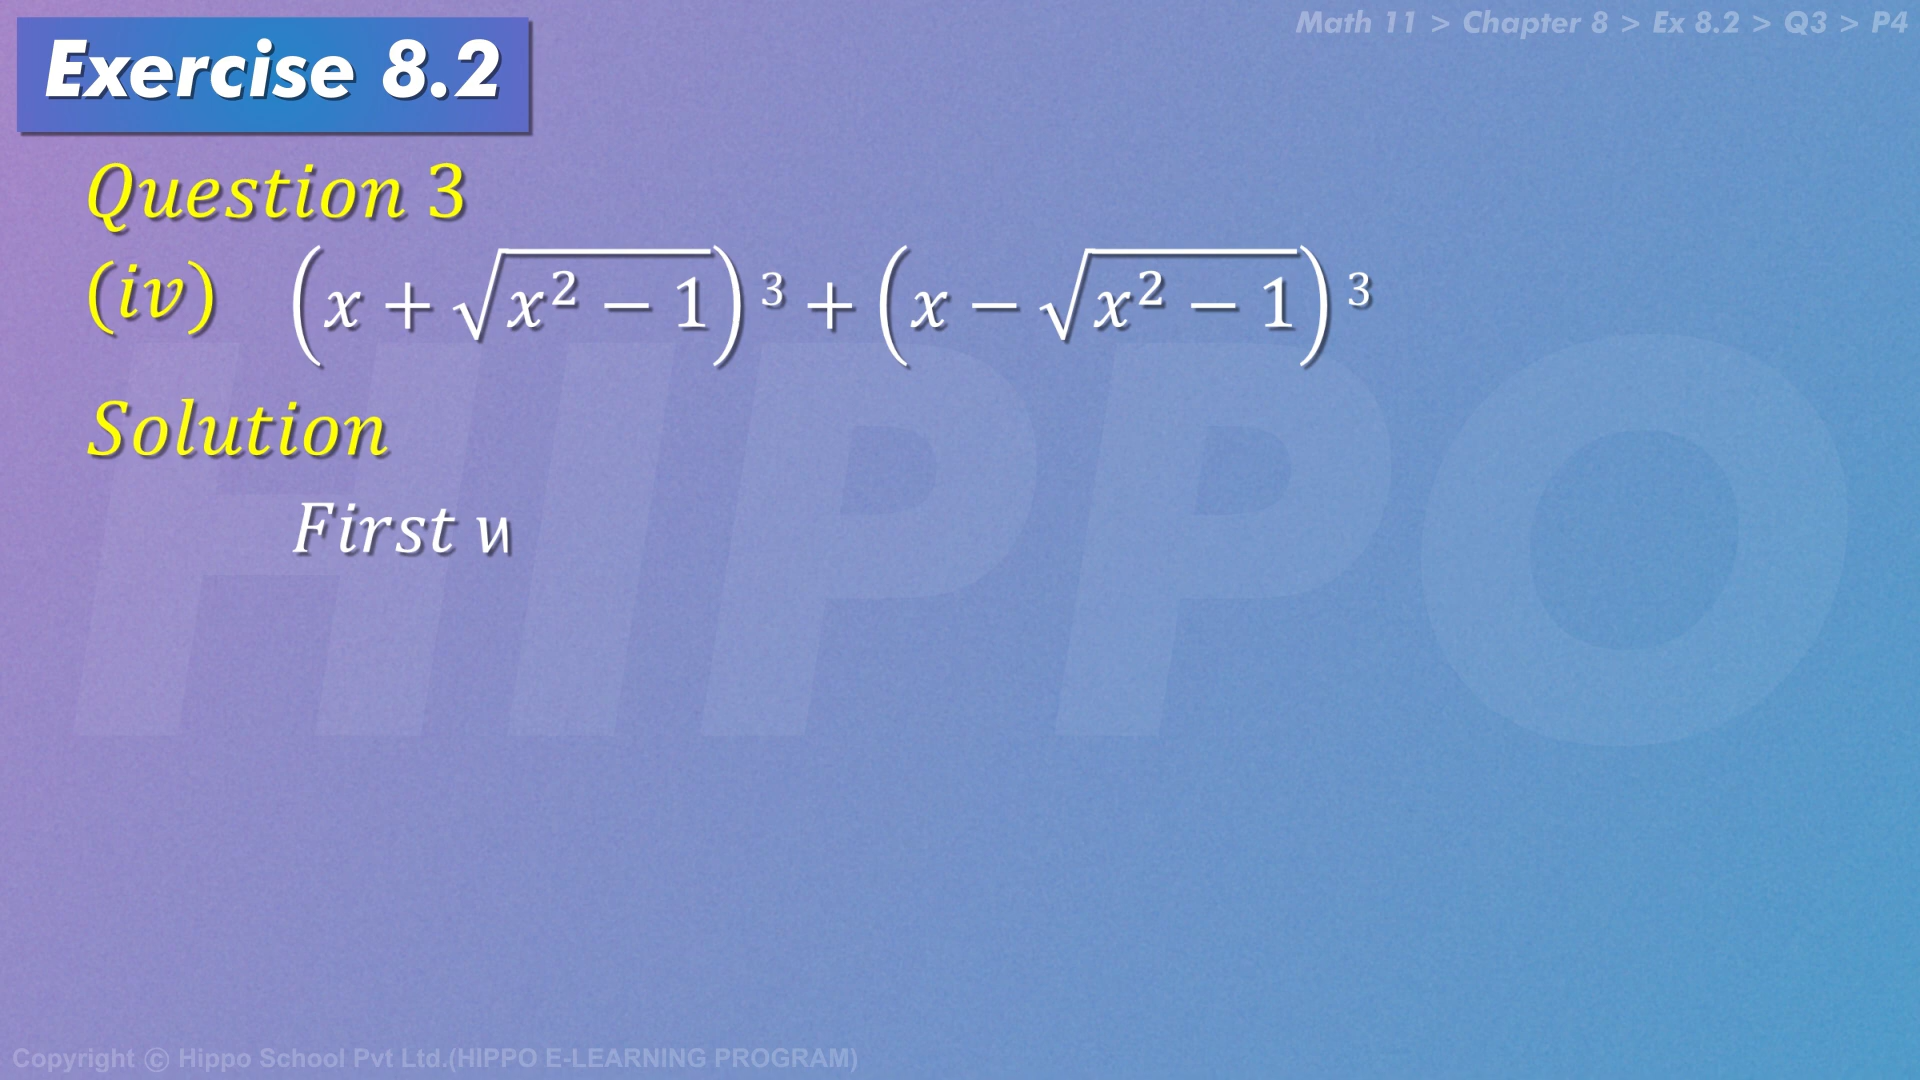 Math 11 > Chapter 8 > Ex 8.2 > Q3 > P4
Exercise 8.2
Question 3
(iv) (x + √(x² − 1))³ + (x − √(x² − 1))³
Solution
First
HIPPO
Copyright © Hippo School Pvt Ltd.(HIPPO E-LEARNING PROGRAM)